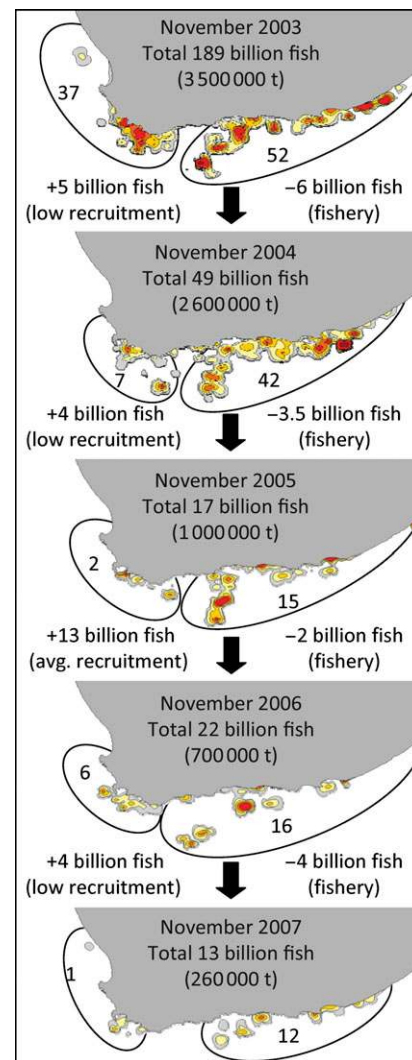 November 2003
Total 189 billion fish
(3 500 000 t)
37
52
+5 billion fish
(low recruitment)
−6 billion fish
(fishery)
November 2004
Total 49 billion fish
(2 600 000 t)
7
42
+4 billion fish
(low recruitment)
−3.5 billion fish
(fishery)
November 2005
Total 17 billion fish
(1 000 000 t)
2
15
+13 billion fish
(avg. recruitment)
−2 billion fish
(fishery)
November 2006
Total 22 billion fish
(700 000 t)
6
16
+4 billion fish
(low recruitment)
−4 billion fish
(fishery)
November 2007
Total 13 billion fish
(260 000 t)
1
12